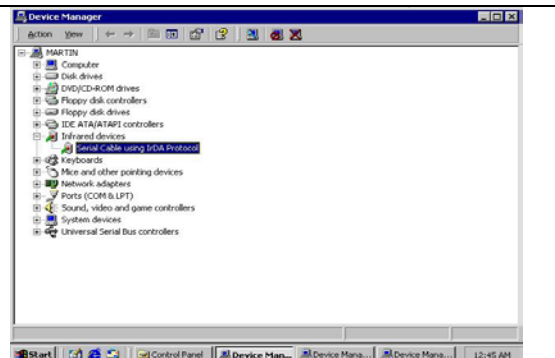 Device Manager
Action View
MARTIN
Computer
Disk drives
DVD/CD-ROM drives
Floppy disk controllers
Floppy disk drives
IDE ATA/ATAPI controllers
Infrared devices
Serial Cable using IrDA Protocol
Keyboards
Mice and other pointing devices
Network adapters
Ports (COM & LPT)
Sound, video and game controllers
System devices
Universal Serial Bus controllers
Start Control Panel Device Man... Device Mana... Device Mana... 12:45 AM